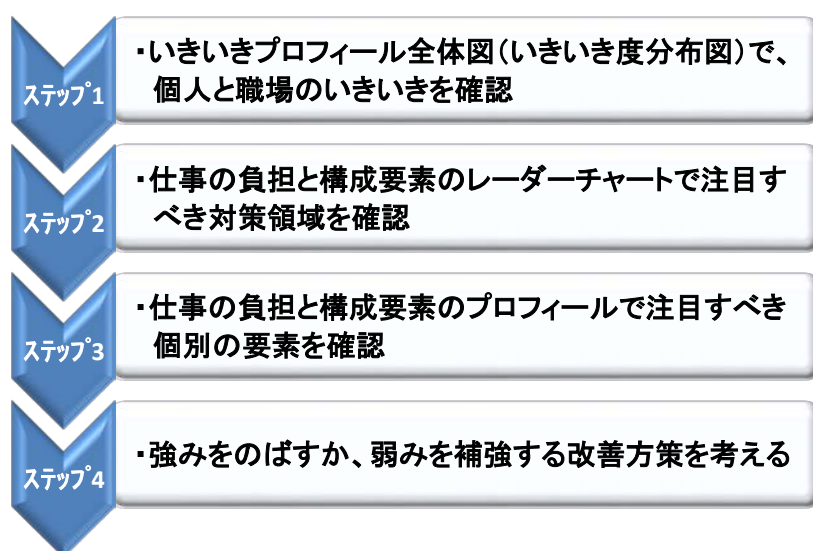 ステップ1
・いきいきプロフィール全体図(いきいき度分布図)で、
個人と職場のいきいきを確認
ステップ2
・仕事の負担と構成要素のレーダーチャートで注目す
べき対策領域を確認
ステップ3
・仕事の負担と構成要素のプロフィールで注目すべき
個別の要素を確認
ステップ4
・強みをのばすか、弱みを補強する改善方策を考える